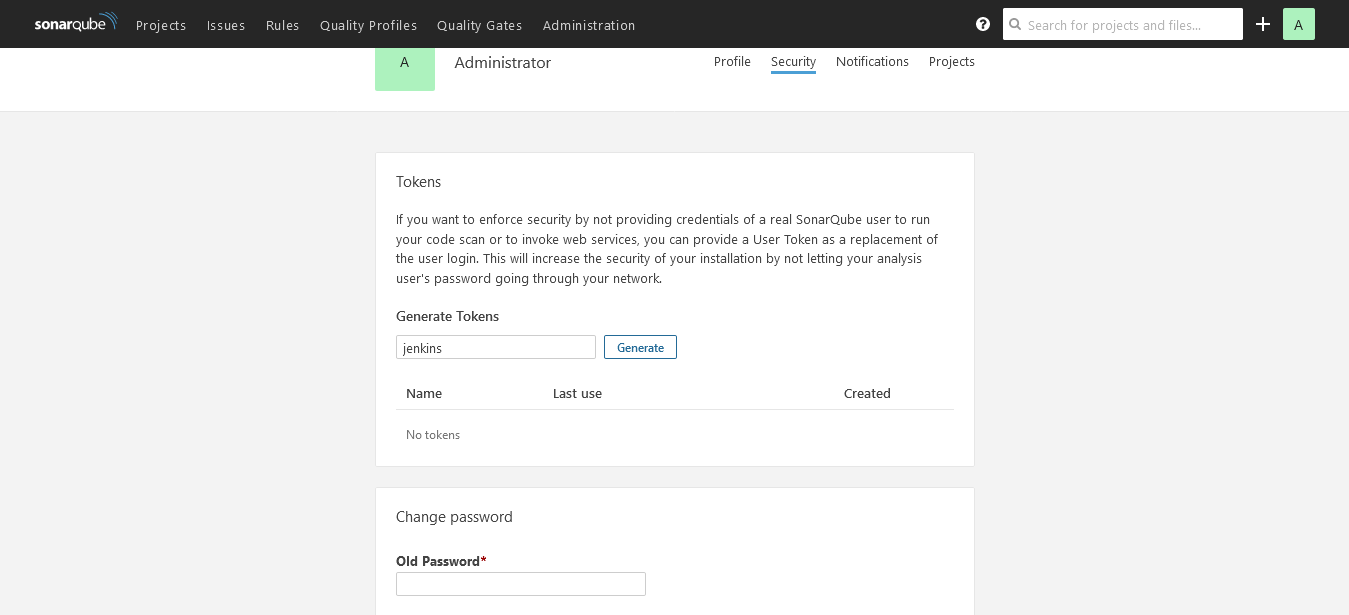 sonarqube Projects Issues Rules Quality Profiles Quality Gates Administration ? Search for projects and files... + A
A Administrator Profile Security Notifications Projects
Tokens
If you want to enforce security by not providing credentials of a real SonarQube user to run
your code scan or to invoke web services, you can provide a User Token as a replacement of
the user login. This will increase the security of your installation by not letting your analysis
user's password going through your network.
Generate Tokens
jenkins Generate
Name Last use Created
No tokens
Change password
Old Password*